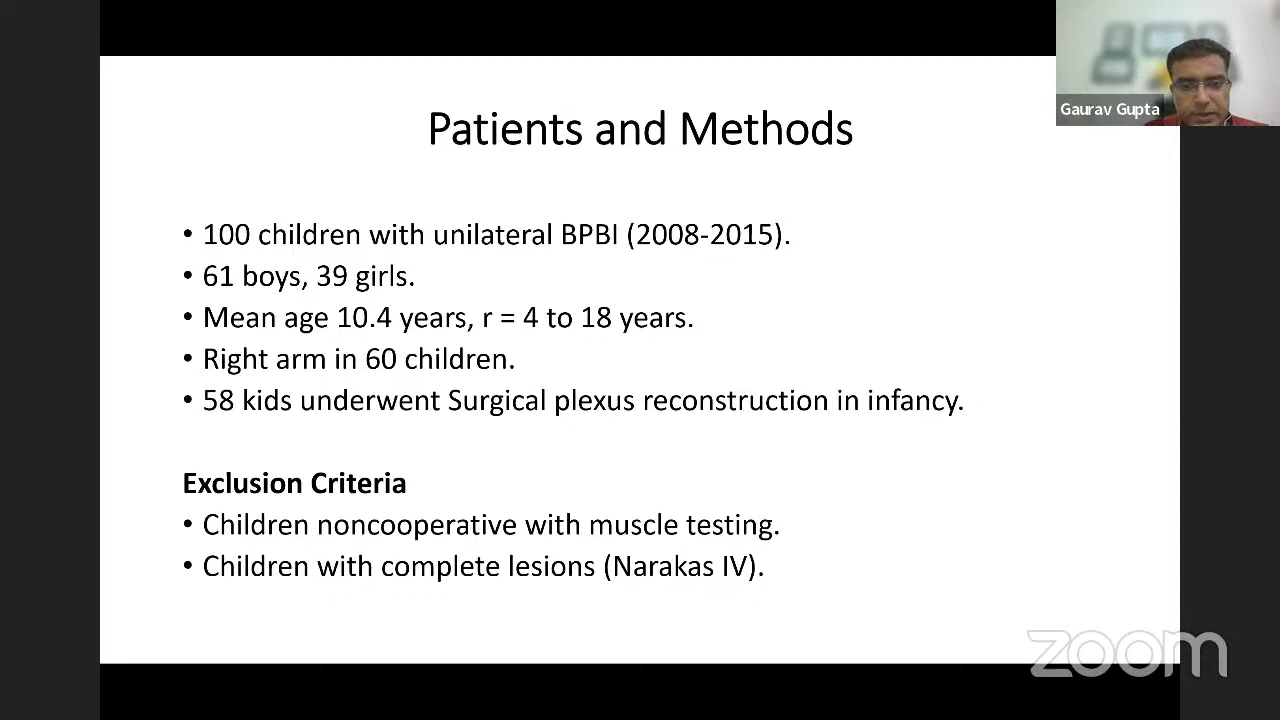 Gaurav Gupta
Patients and Methods
• 100 children with unilateral BPBI (2008-2015).
• 61 boys, 39 girls.
• Mean age 10.4 years, r = 4 to 18 years.
• Right arm in 60 children.
• 58 kids underwent Surgical plexus reconstruction in infancy.
Exclusion Criteria
• Children noncooperative with muscle testing.
• Children with complete lesions (Narakas IV).
zoom